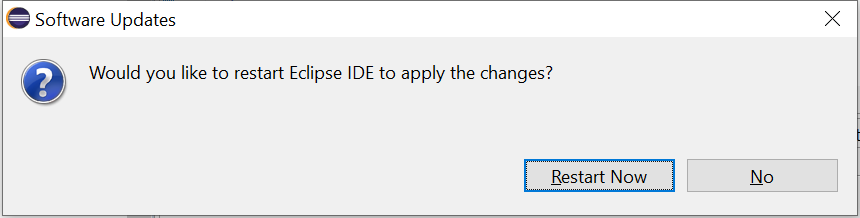 Software Updates
Would you like to restart Eclipse IDE to apply the changes?
Restart Now
No